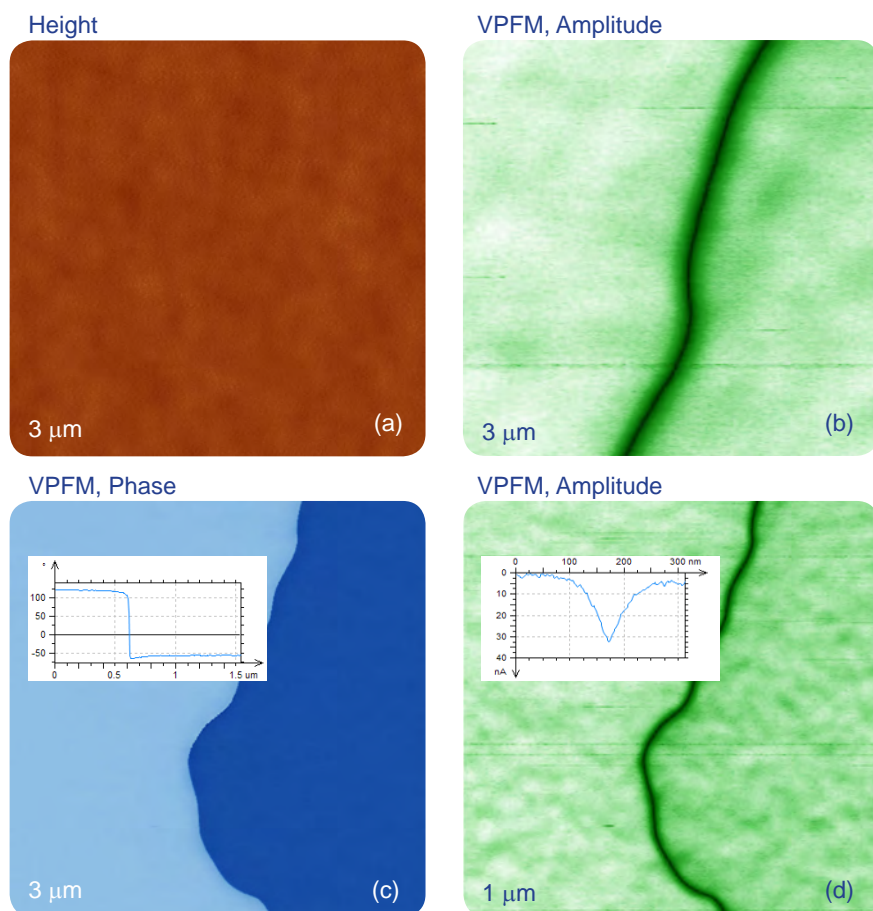 Height
VPFM, Amplitude
3 μm
(a)
3 μm
(b)
VPFM, Phase
VPFM, Amplitude
°
100
50
0
-50
0
0.5
1
1.5 um
0
100
200
300 nm
0
10
20
30
40
nA
3 μm
(c)
1 μm
(d)